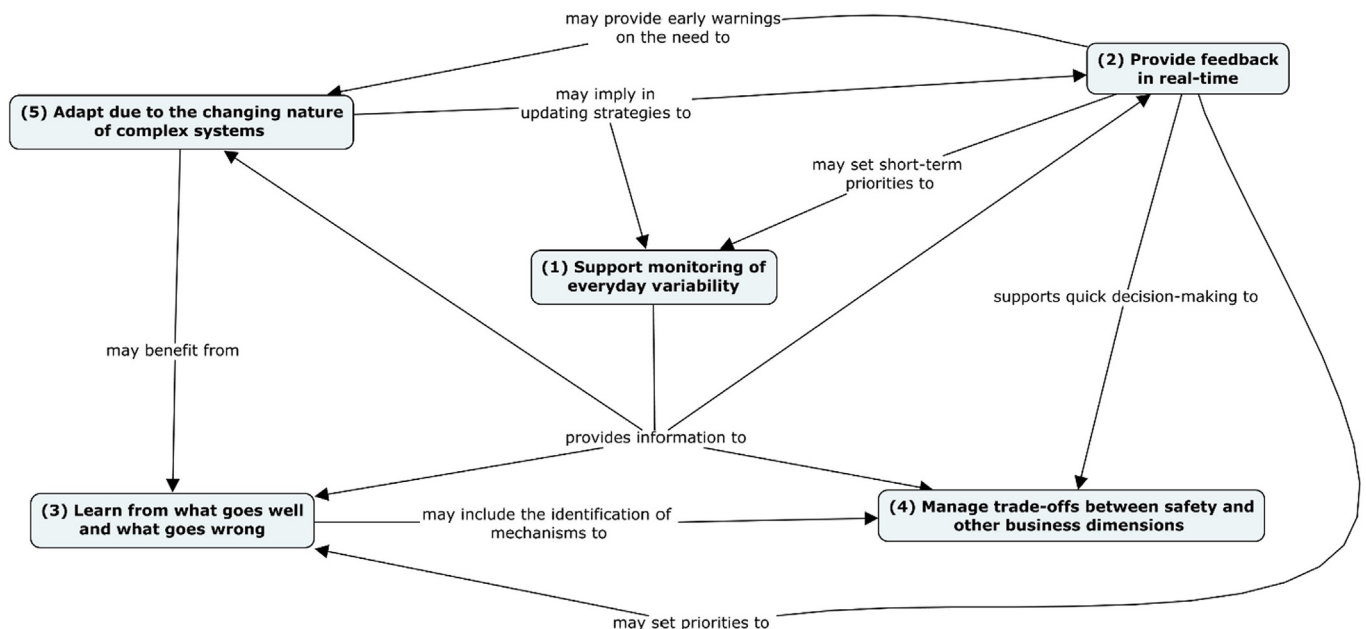 may provide early warnings
on the need to
(2) Provide feedback
in real-time
(5) Adapt due to the changing nature
of complex systems
may imply in
updating strategies to
may set short-term
priorities to
(1) Support monitoring of
everyday variability
supports quick decision-making to
may benefit from
provides information to
(3) Learn from what goes well
and what goes wrong
may include the identification of
mechanisms to
(4) Manage trade-offs between safety and
other business dimensions
may set priorities to